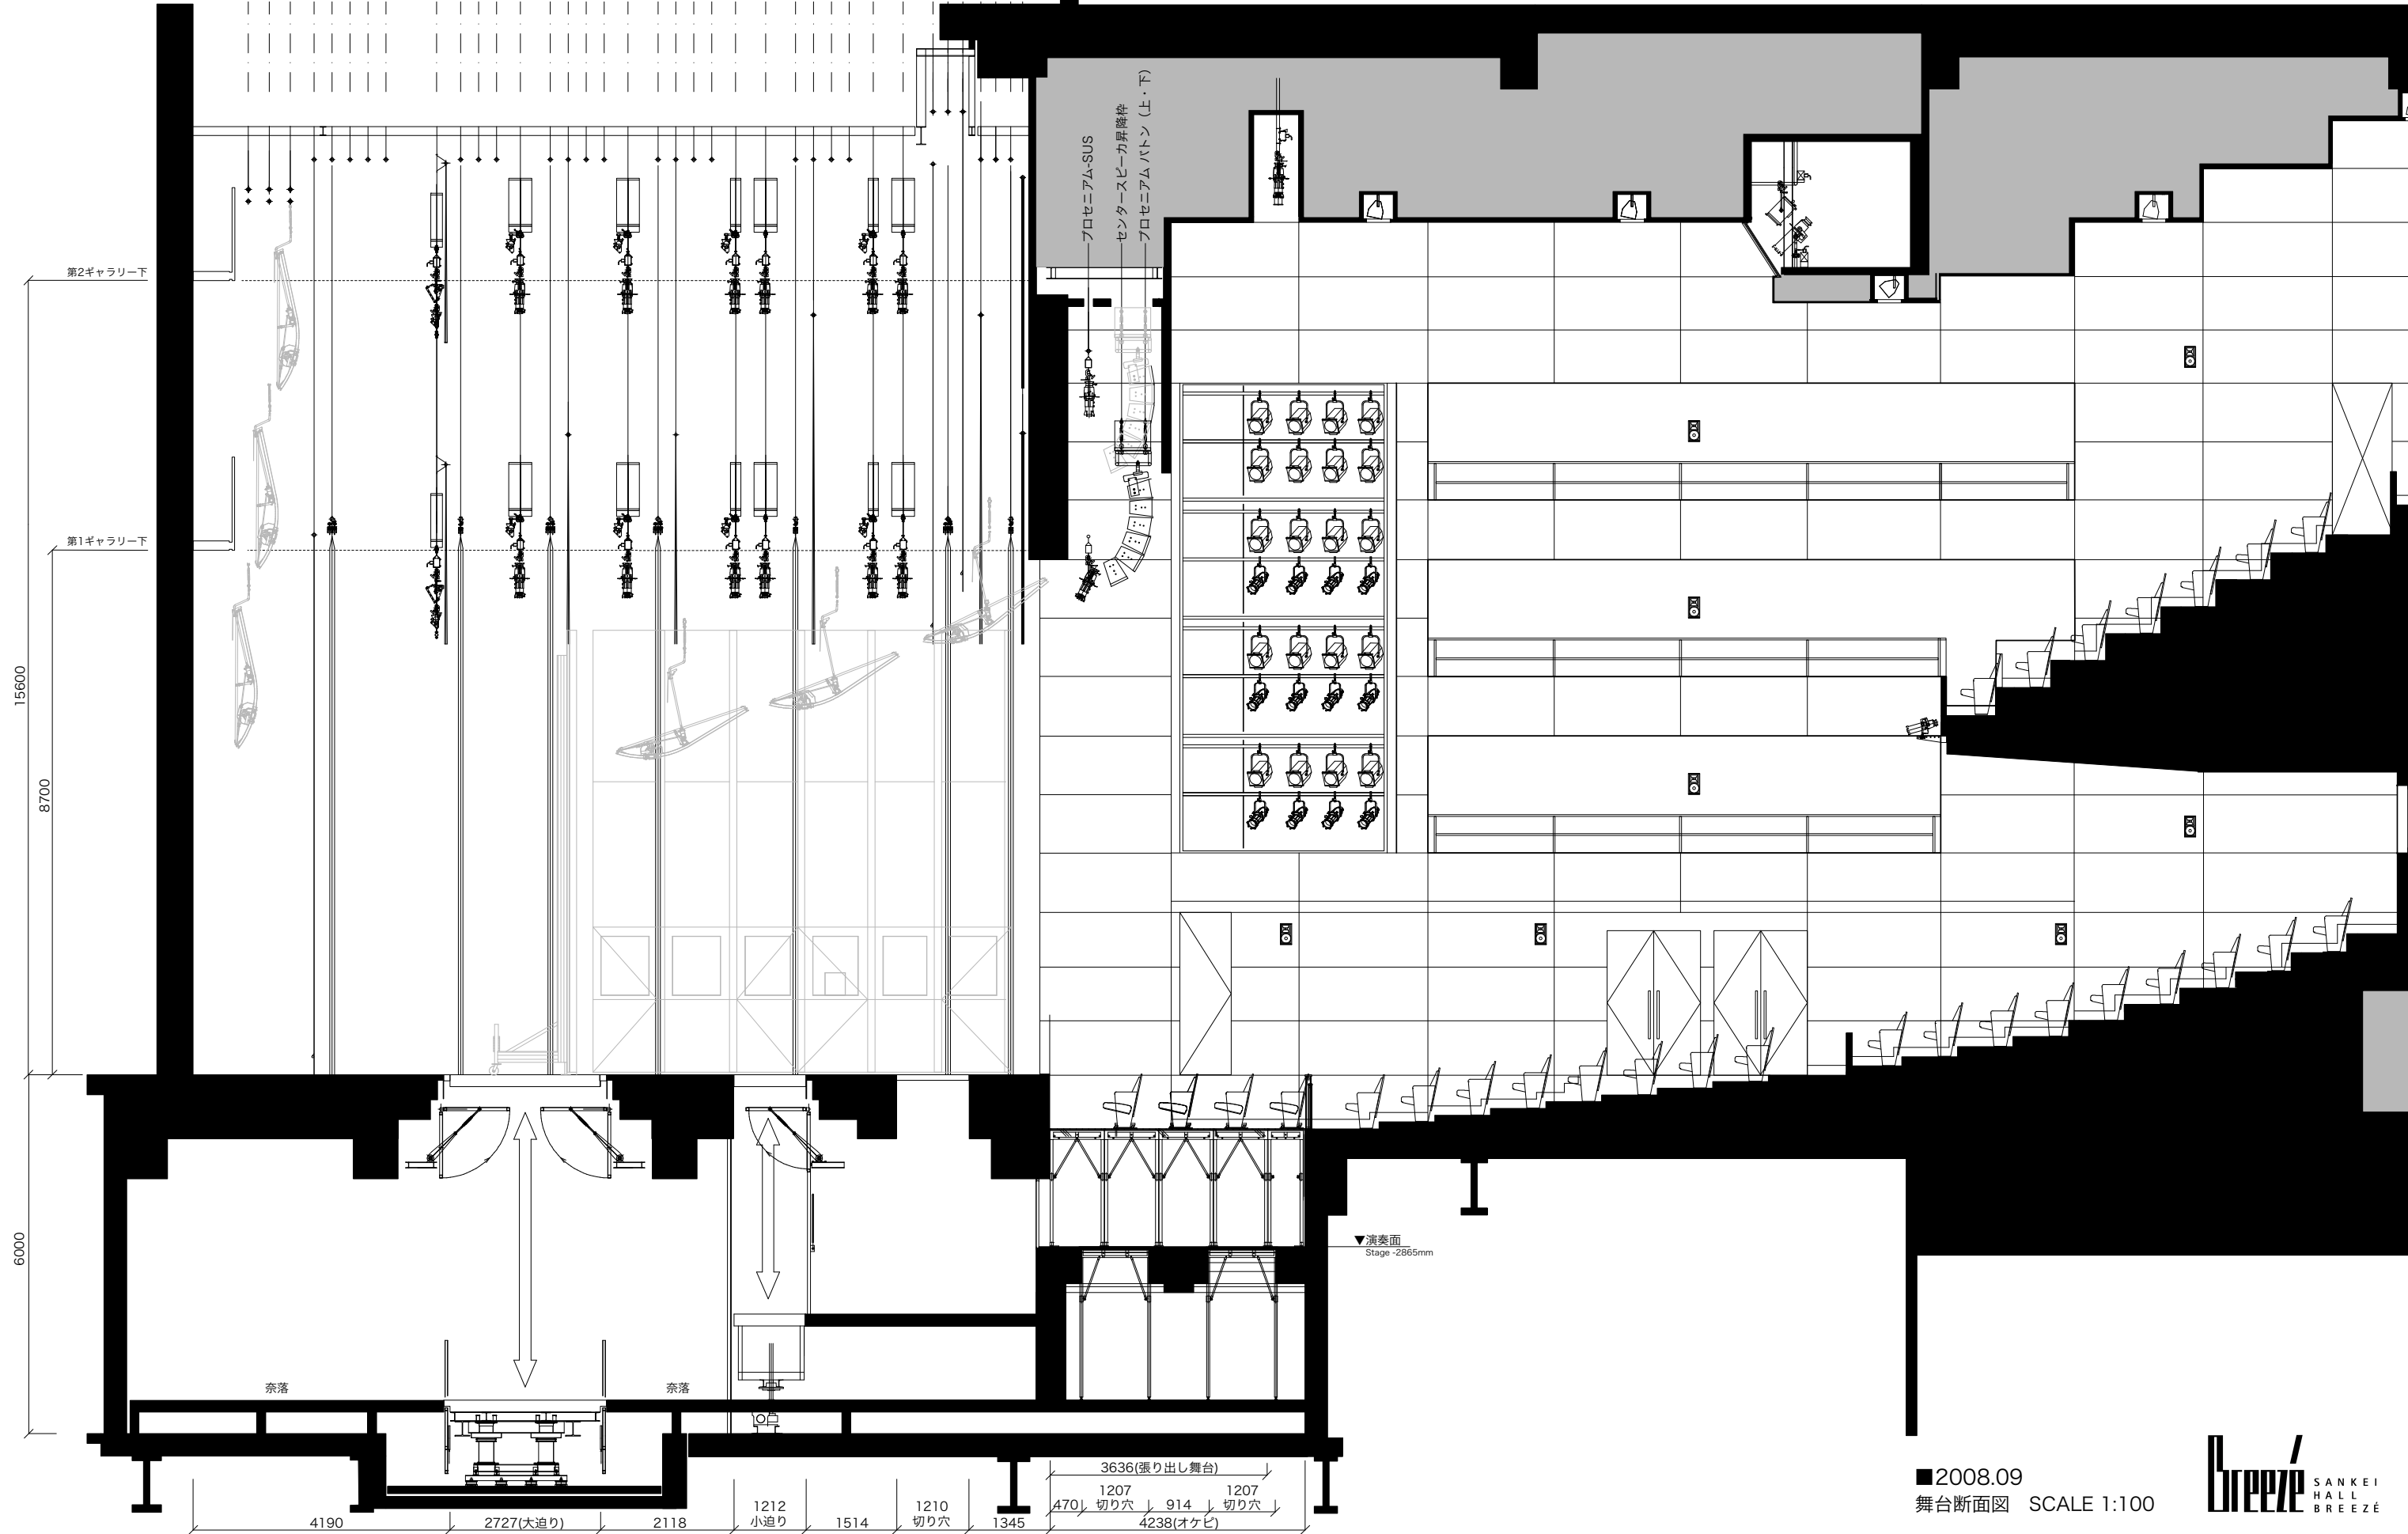 プロセニアム-SUS
センタースピーカ昇降枠
プロセニアム バトン（上・下）
第2ギャラリー下
第1ギャラリー下
15600
8700
6000
▼演奏面
Stage -2865mm
奈落
奈落
3636(張り出し舞台)
470
1207
切り穴
914
1207
切り穴
4190
2727(大迫り)
2118
1212
小迫り
1514
1210
切り穴
1345
4238(オケピ)
■2008.09
舞台断面図 SCALE 1:100
Breezé
SANKEI
HALL
BREEZÉ